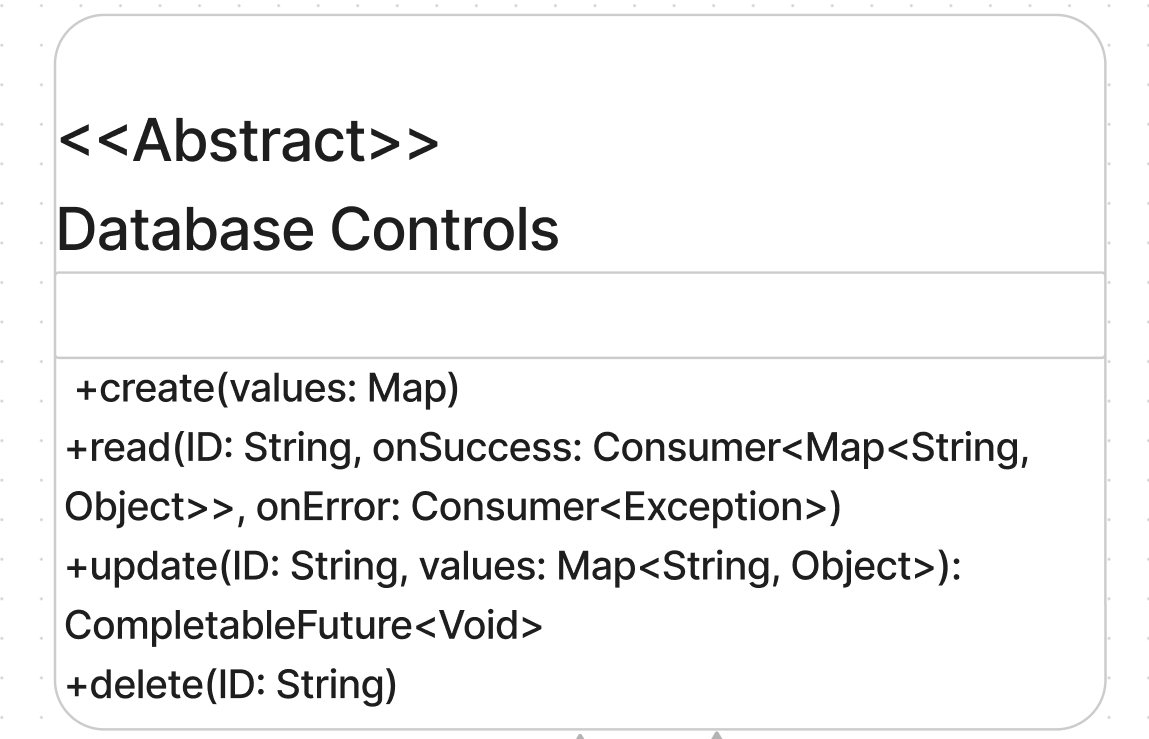 <<Abstract>>
Database Controls
+create(values: Map)
+read(ID: String, onSuccess: Consumer<Map<String,
Object>>, onError: Consumer<Exception>)
+update(ID: String, values: Map<String, Object>):
CompletableFuture<Void>
+delete(ID: String)